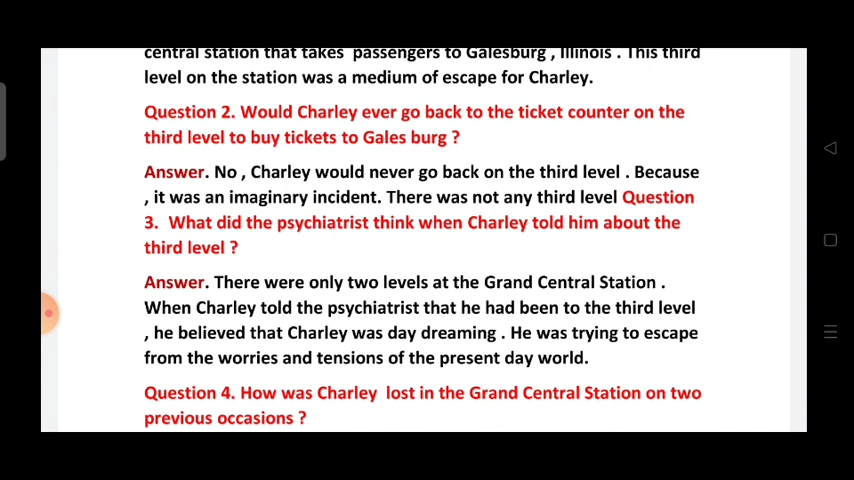 central station that takes passengers to Galesburg , Illinois . This third
level on the station was a medium of escape for Charley.
Question 2. Would Charley ever go back to the ticket counter on the
third level to buy tickets to Gales burg ?
Answer. No , Charley would never go back on the third level . Because
, it was an imaginary incident. There was not any third level Question
3. What did the psychiatrist think when Charley told him about the
third level ?
Answer. There were only two levels at the Grand Central Station .
When Charley told the psychiatrist that he had been to the third level
, he believed that Charley was day dreaming . He was trying to escape
from the worries and tensions of the present day world.
Question 4. How was Charley lost in the Grand Central Station on two
previous occasions ?